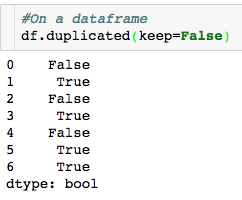 #On a dataframe
df.duplicated(keep=False)
0    False
1     True
2    False
3     True
4    False
5     True
6     True
dtype: bool